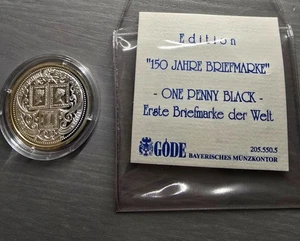 Edition
"150 JAHRE BRIEFMARKE"
- ONE PENNY BLACK -
Erste Briefmarke der Welt
GÖDE 205.550.5
BAYERISCHES MÜNZKONTOR